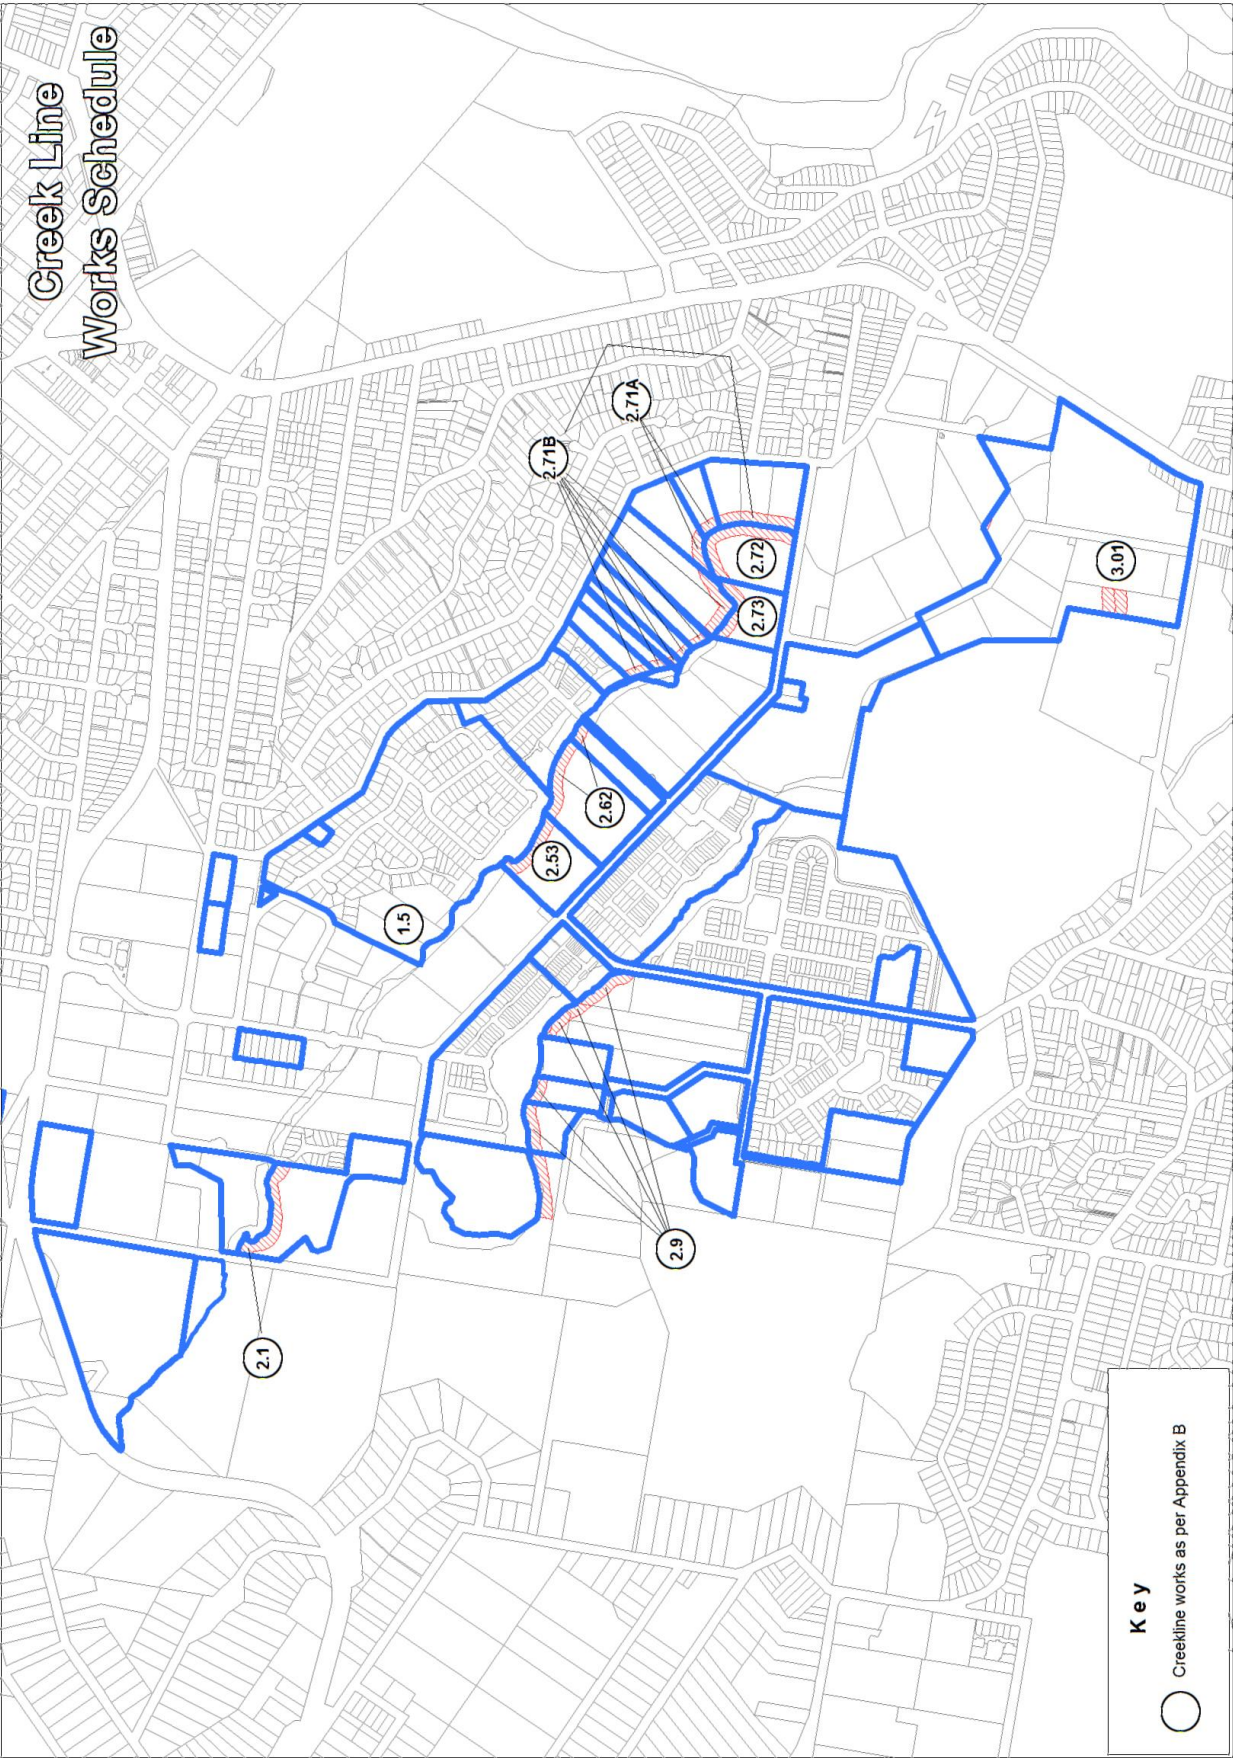 Creek Line
Works Schedule
2.71B
2.71A
2.72
2.73
3.01
2.62
2.53
1.5
2.9
2.1
Key
Creekline works as per Appendix B